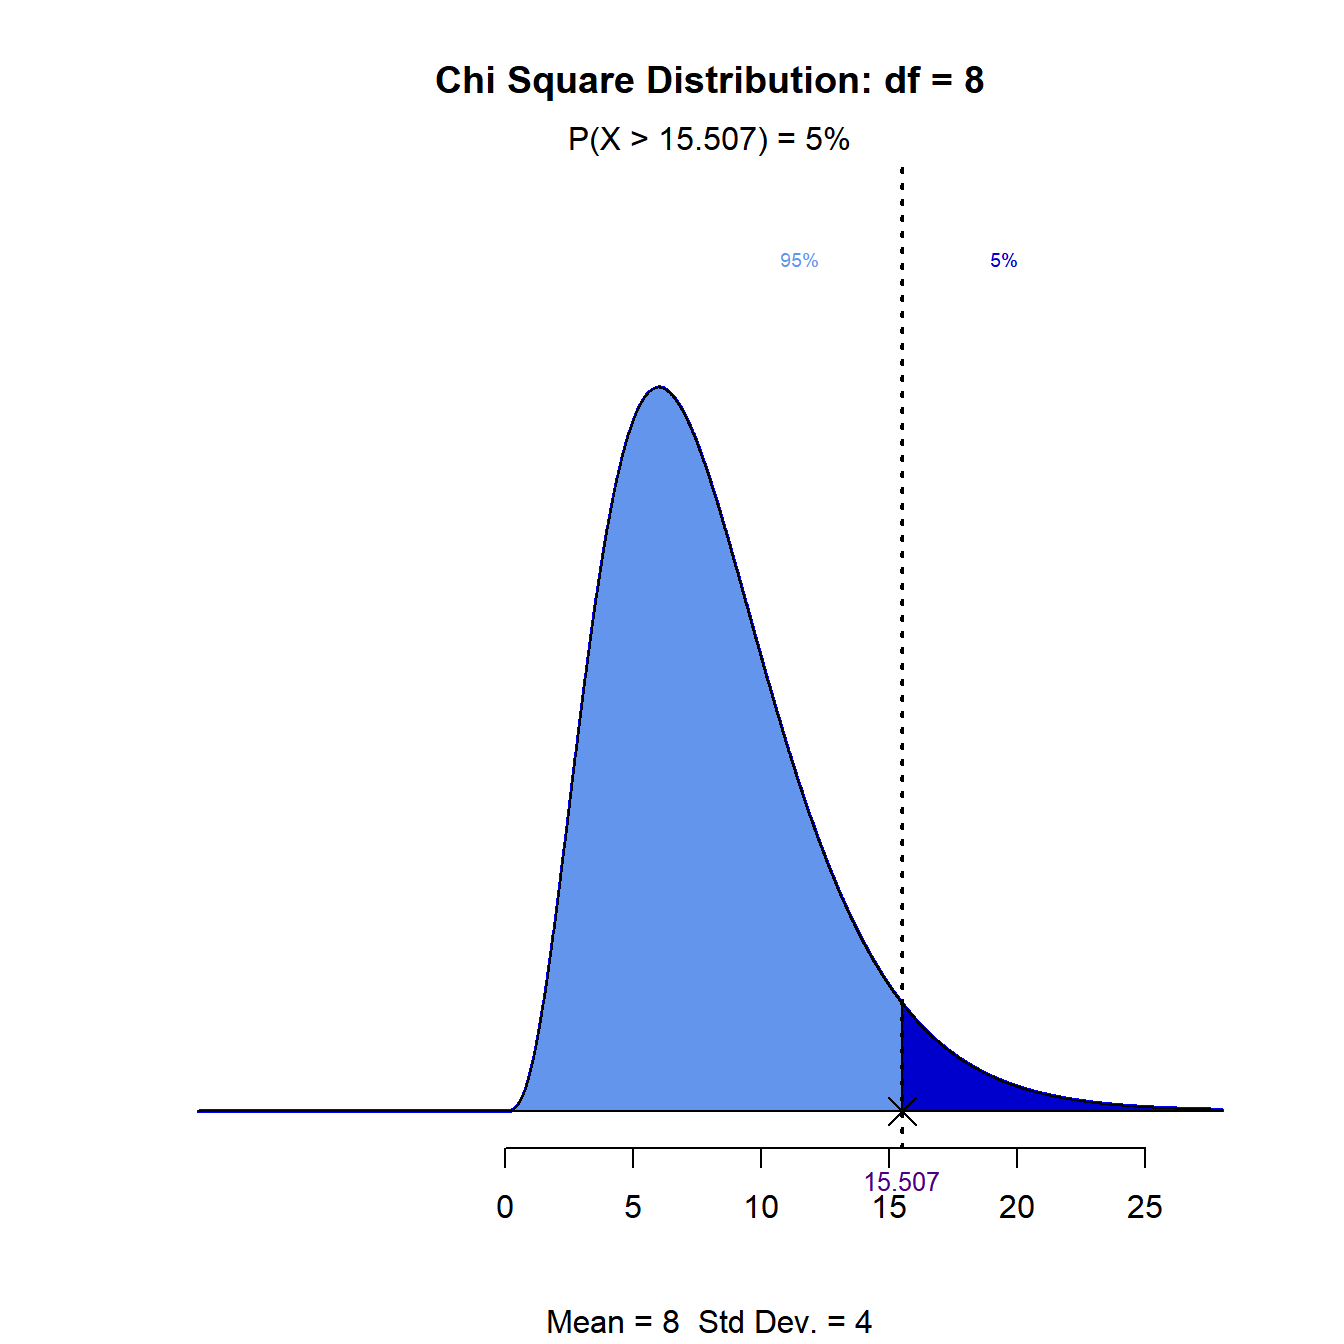 Chi Square Distribution: df = 8
P(X > 15.507) = 5%
95% 5%
15.507
0 5 10 15 20 25
Mean = 8 Std Dev. = 4